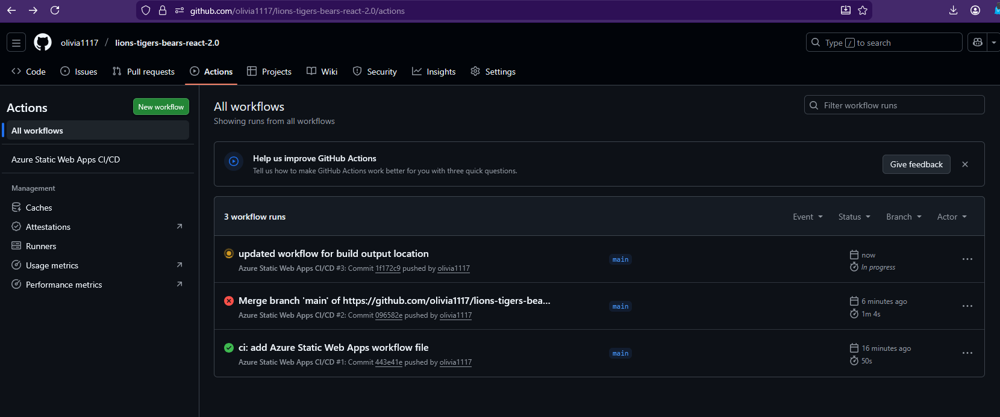 github.com/olivia1117/lions-tigers-bears-react-2.0/actions
olivia1117 / lions-tigers-bears-react-2.0
Type / to search
Code Issues Pull requests Actions Projects Wiki Security Insights Settings
Actions
New workflow
All workflows
Azure Static Web Apps CI/CD
Management
Caches
Attestations
Runners
Usage metrics
Performance metrics
All workflows
Showing runs from all workflows
Filter workflow runs
Help us improve GitHub Actions
Tell us how to make GitHub Actions work better for you with three quick questions.
Give feedback
3 workflow runs
Event Status Branch Actor
updated workflow for build output location
Azure Static Web Apps CI/CD #3: Commit 1f172c9 pushed by olivia1117
main
now
In progress
Merge branch 'main' of https://github.com/olivia1117/lions-tigers-bea...
Azure Static Web Apps CI/CD #2: Commit 096582e pushed by olivia1117
main
6 minutes ago
1m 4s
ci: add Azure Static Web Apps workflow file
Azure Static Web Apps CI/CD #1: Commit 443e41e pushed by olivia1117
main
16 minutes ago
50s